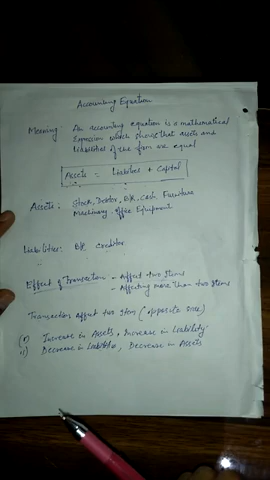 Accounting Equation
Meaning An accounting equation is a mathematical
Expression which shows that assets and
liabilities of the firm are equal
Assets = Liabilities + Capital
Assets: Stock, Debtor, B/R, Cash Furniture
Machinery office Equipment
Liabilities: B/P Creditor
Effect of Transaction - Affect two Items
- Affecting more than two Items
Transaction affect two Item (opposite side)
Increase in Assets, Increase in Liability
Decrease in Liabilities, Decrease in Assets